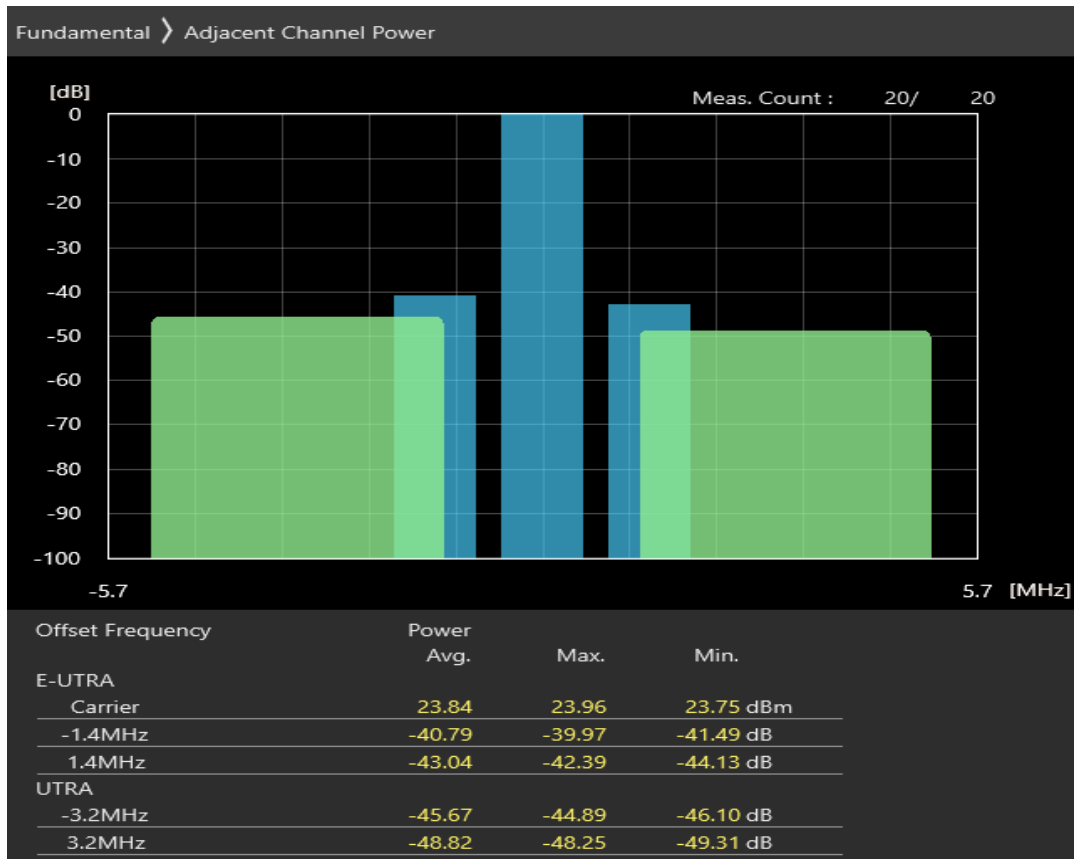 Fundamental 〉 Adjacent Channel Power
[dB]
Meas. Count : 20/ 20
0
-10
-20
-30
-40
-50
-60
-70
-80
-90
-100
-5.7 5.7 [MHz]
Offset Frequency Power
Avg. Max. Min.
E-UTRA
Carrier 23.84 23.96 23.75 dBm
-1.4MHz -40.79 -39.97 -41.49 dB
1.4MHz -43.04 -42.39 -44.13 dB
UTRA
-3.2MHz -45.67 -44.89 -46.10 dB
3.2MHz -48.82 -48.25 -49.31 dB